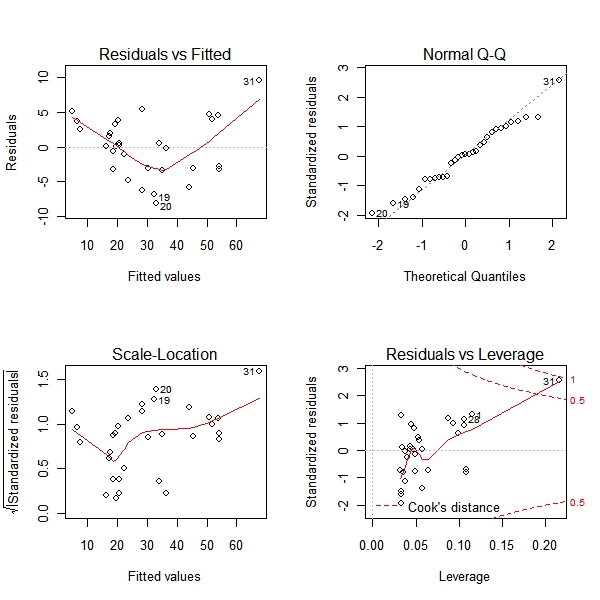 Residuals vs Fitted
Residuals
10
5
0
-5
-10
31
19
20
10 20 30 40 50 60
Fitted values
Normal Q-Q
Standardized residuals
3
2
1
0
-1
-2
31
19
20
-2 -1 0 1 2
Theoretical Quantiles
Scale-Location
√|Standardized residuals|
1.5
1.0
0.5
0.0
31
20
19
10 20 30 40 50 60
Fitted values
Residuals vs Leverage
Standardized residuals
3
2
1
0
-1
-2
31
1
28
1
0.5
0.5
Cook's distance
0.00 0.05 0.10 0.15 0.20
Leverage